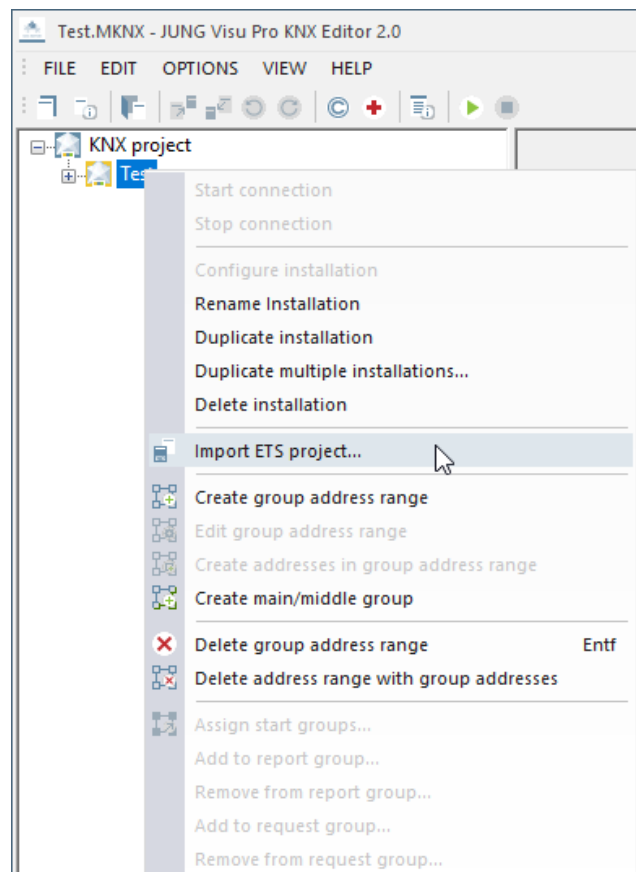 Test.MKNX - JUNG Visu Pro KNX Editor 2.0
FILE EDIT OPTIONS VIEW HELP
KNX project
Test
Start connection
Stop connection
Configure installation
Rename Installation
Duplicate installation
Duplicate multiple installations...
Delete installation
Import ETS project...
Create group address range
Edit group address range
Create addresses in group address range
Create main/middle group
Delete group address range Entf
Delete address range with group addresses
Assign start groups...
Add to report group...
Remove from report group...
Add to request group...
Remove from request group...